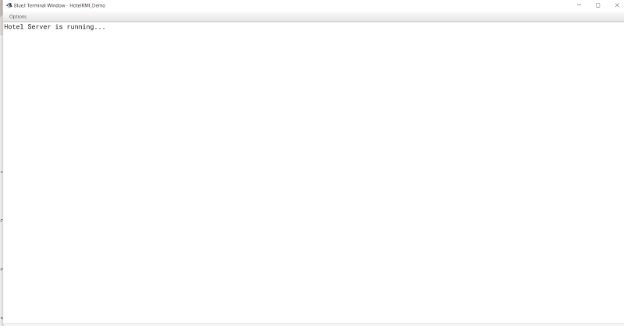 BlueJ: Terminal Window - HotelRMI_Demo
Options
Hotel Server is running...